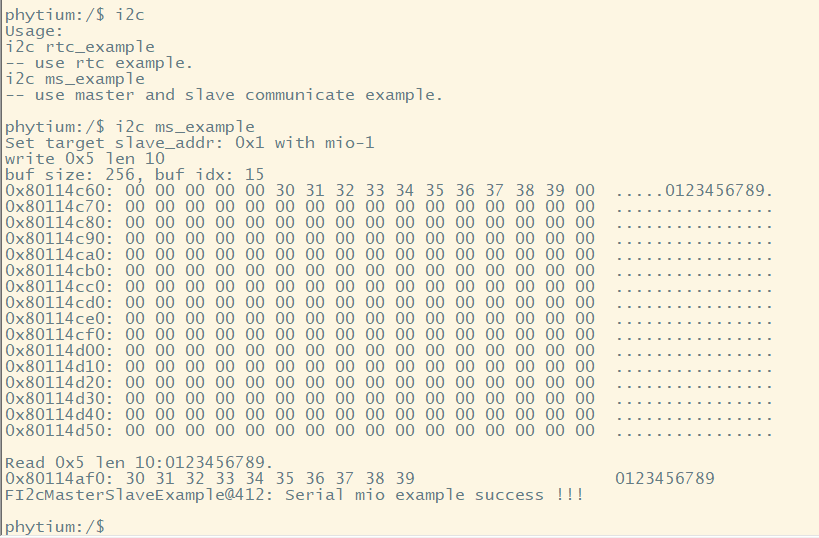 phytium:/$ i2c
Usage:
i2c rtc_example
-- use rtc example.
i2c ms_example
-- use master and slave communicate example.
phytium:/$ i2c ms_example
Set target slave_addr: 0x1 with mio-1
write 0x5 len 10
buf size: 256, buf idx: 15
0x80114c60: 00 00 00 00 00 30 31 32 33 34 35 36 37 38 39 00  .....0123456789.
0x80114c70: 00 00 00 00 00 00 00 00 00 00 00 00 00 00 00 00  ................
0x80114c80: 00 00 00 00 00 00 00 00 00 00 00 00 00 00 00 00  ................
0x80114c90: 00 00 00 00 00 00 00 00 00 00 00 00 00 00 00 00  ................
0x80114ca0: 00 00 00 00 00 00 00 00 00 00 00 00 00 00 00 00  ................
0x80114cb0: 00 00 00 00 00 00 00 00 00 00 00 00 00 00 00 00  ................
0x80114cc0: 00 00 00 00 00 00 00 00 00 00 00 00 00 00 00 00  ................
0x80114cd0: 00 00 00 00 00 00 00 00 00 00 00 00 00 00 00 00  ................
0x80114ce0: 00 00 00 00 00 00 00 00 00 00 00 00 00 00 00 00  ................
0x80114cf0: 00 00 00 00 00 00 00 00 00 00 00 00 00 00 00 00  ................
0x80114d00: 00 00 00 00 00 00 00 00 00 00 00 00 00 00 00 00  ................
0x80114d10: 00 00 00 00 00 00 00 00 00 00 00 00 00 00 00 00  ................
0x80114d20: 00 00 00 00 00 00 00 00 00 00 00 00 00 00 00 00  ................
0x80114d30: 00 00 00 00 00 00 00 00 00 00 00 00 00 00 00 00  ................
0x80114d40: 00 00 00 00 00 00 00 00 00 00 00 00 00 00 00 00  ................
0x80114d50: 00 00 00 00 00 00 00 00 00 00 00 00 00 00 00 00  ................
Read 0x5 len 10:0123456789.
0x80114af0: 30 31 32 33 34 35 36 37 38 39                    0123456789
FI2cMasterSlaveExample@412: Serial mio example success !!!
phytium:/$